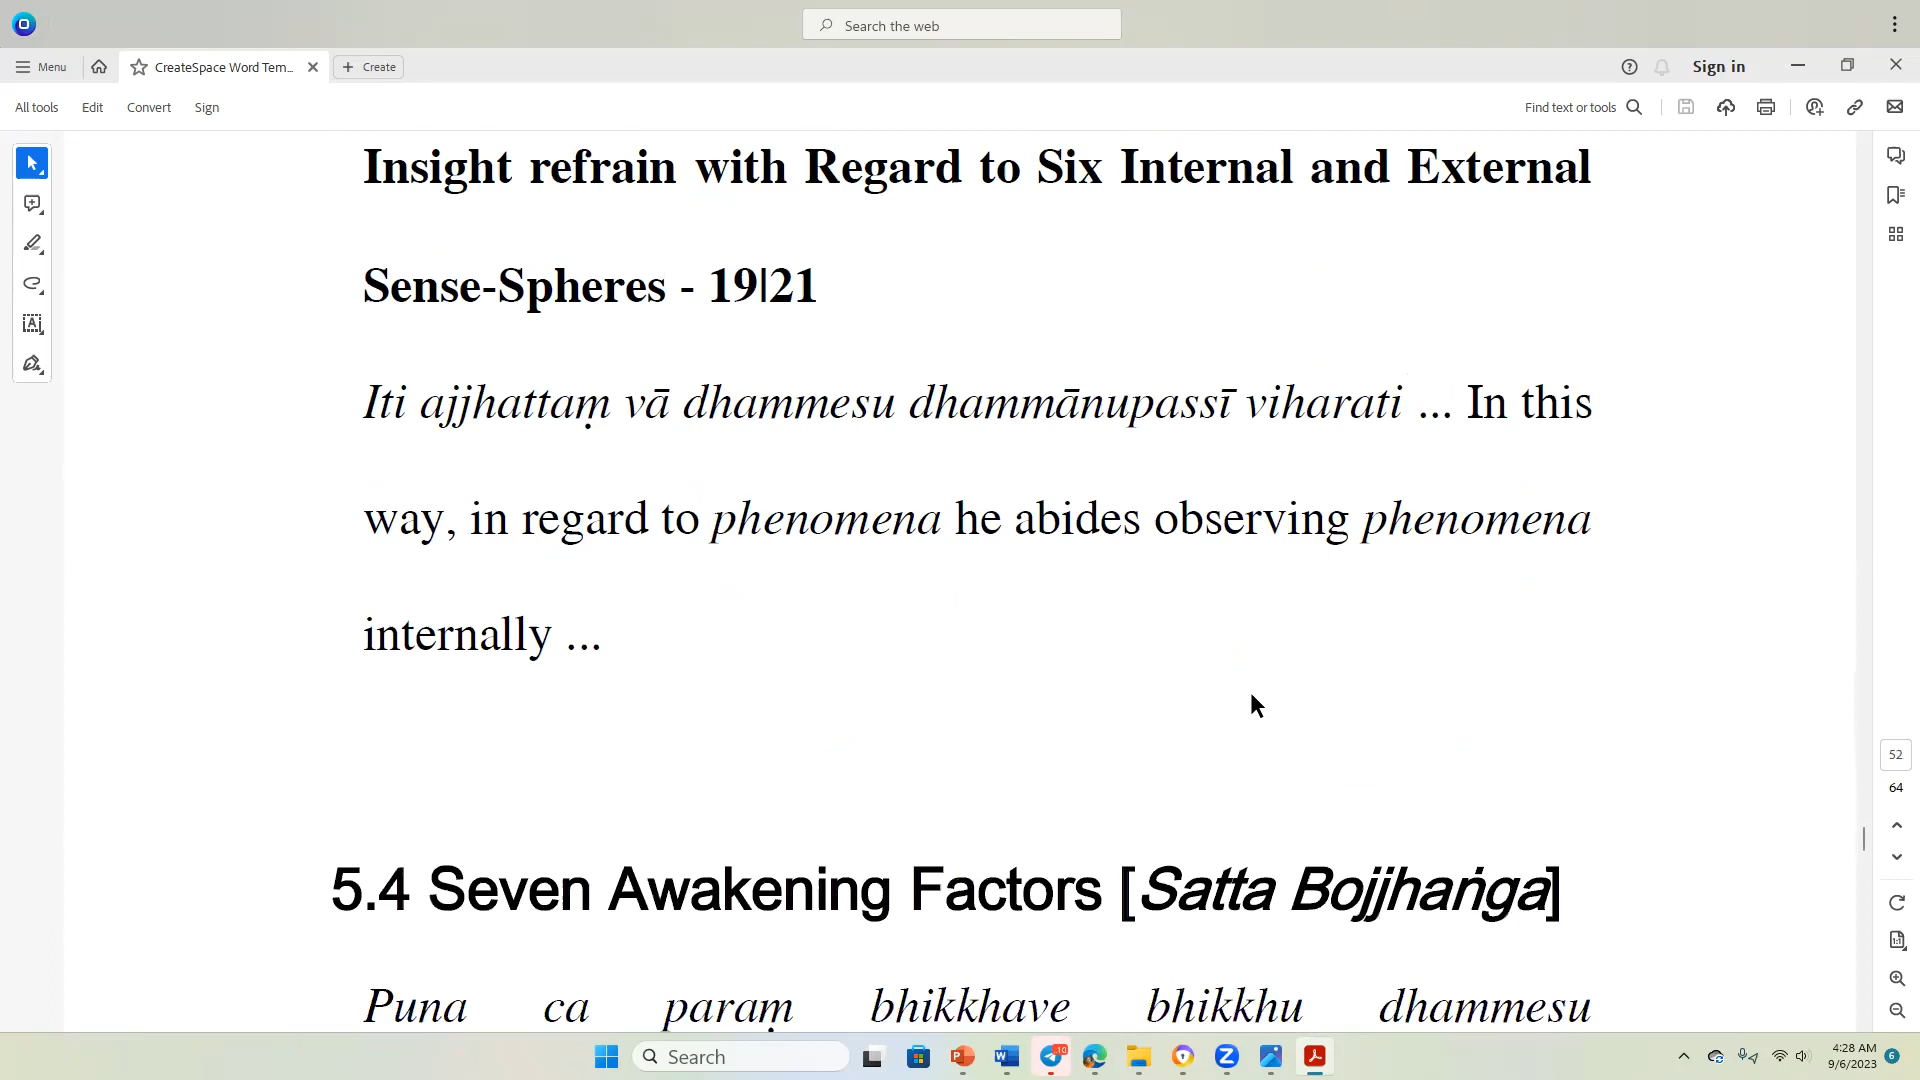 Search the web
Menu
CreateSpace Word Tem...
Create
Sign in
All tools
Edit
Convert
Sign
Find text or tools
Insight refrain with Regard to Six Internal and External
Sense-Spheres - 19|21
Iti ajjhattaṃ vā dhammesu dhammānupassī viharati ... In this
way, in regard to phenomena he abides observing phenomena
internally ...
5.4 Seven Awakening Factors [Satta Bojjhaṅga]
Puna ca paraṃ bhikkhave bhikkhu dhammesu
52
64
Search
10
4:28 AM
9/6/2023
6